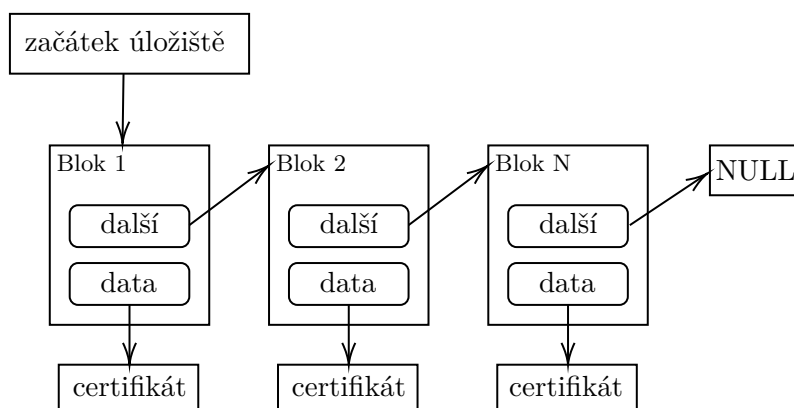 začátek úložiště
Blok 1
Blok 2
Blok N
NULL
další
další
další
data
data
data
certifikát
certifikát
certifikát